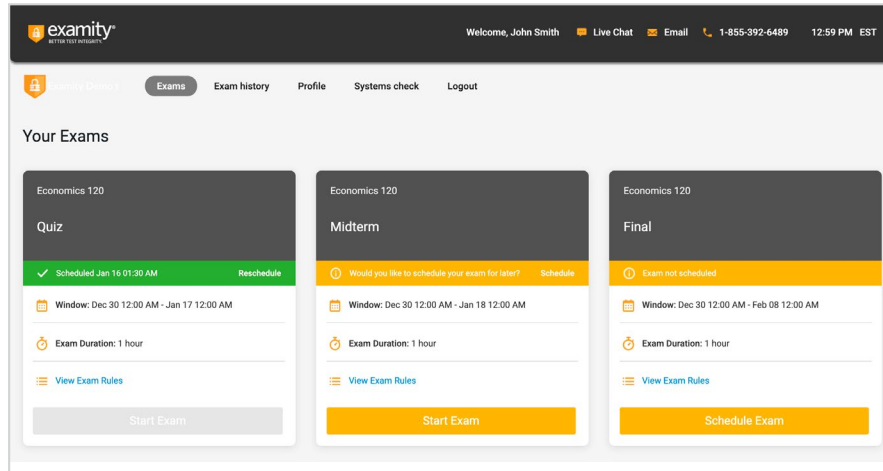 examity
BETTER TEST INTEGRITY
Welcome, John Smith
Live Chat
Email
1-855-392-6489
12:59 PM EST
Exams
Exam history
Profile
Systems check
Logout
Your Exams
Economics 120
Quiz
Scheduled Jan 16 01:30 AM
Reschedule
Window: Dec 30 12:00 AM - Jan 17 12:00 AM
Exam Duration: 1 hour
View Exam Rules
Start Exam
Economics 120
Midterm
Would you like to schedule your exam for later?
Schedule
Window: Dec 30 12:00 AM - Jan 18 12:00 AM
Exam Duration: 1 hour
View Exam Rules
Start Exam
Economics 120
Final
Exam not scheduled
Window: Dec 30 12:00 AM - Feb 08 12:00 AM
Exam Duration: 1 hour
View Exam Rules
Schedule Exam